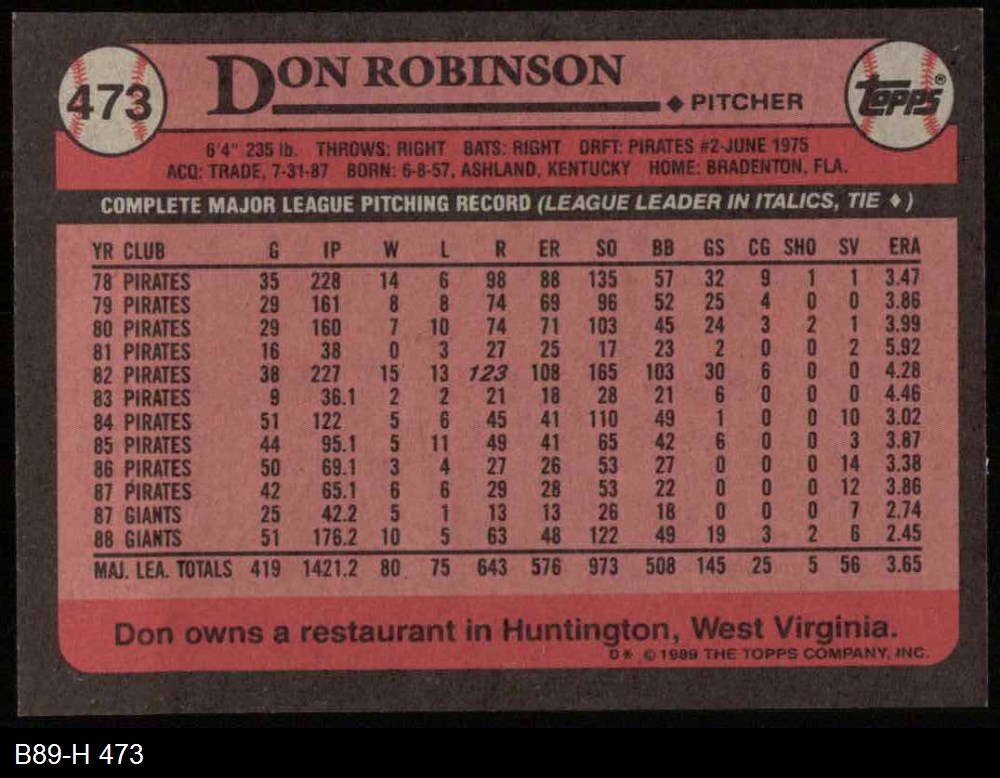 473
DON ROBINSON
♦ PITCHER
TOPPS®
6'4" 235 lb. THROWS: RIGHT BATS: RIGHT DRFT: PIRATES #2-JUNE 1975
ACQ: TRADE, 7-31-87 BORN: 6-8-57, ASHLAND, KENTUCKY HOME: BRADENTON, FLA.
COMPLETE MAJOR LEAGUE PITCHING RECORD (LEAGUE LEADER IN ITALICS, TIE ♦)
YR CLUB G IP W L R ER SO BB GS CG SHO SV ERA
78 PIRATES 35 228 14 6 98 88 135 57 32 9 1 1 3.47
79 PIRATES 29 161 8 8 74 69 96 52 25 4 0 0 3.86
80 PIRATES 29 160 7 10 74 71 103 45 24 3 2 1 3.99
81 PIRATES 16 38 0 3 27 25 17 23 2 0 0 2 5.92
82 PIRATES 38 227 15 13 123 108 165 103 30 6 0 0 4.28
83 PIRATES 9 36.1 2 2 21 18 28 21 6 0 0 0 4.46
84 PIRATES 51 122 5 6 45 41 110 49 1 0 0 10 3.02
85 PIRATES 44 95.1 5 11 49 41 65 42 6 0 0 3 3.87
86 PIRATES 50 69.1 3 4 27 26 53 27 0 0 0 14 3.38
87 PIRATES 42 65.1 6 6 29 28 53 22 0 0 0 12 3.86
87 GIANTS 25 42.2 5 1 13 13 26 18 0 0 0 7 2.74
88 GIANTS 51 176.2 10 5 63 48 122 49 19 3 2 6 2.45
MAJ. LEA. TOTALS 419 1421.2 80 75 643 576 973 508 145 25 5 56 3.65
Don owns a restaurant in Huntington, West Virginia.
D* © 1989 THE TOPPS COMPANY, INC.
B89-H 473